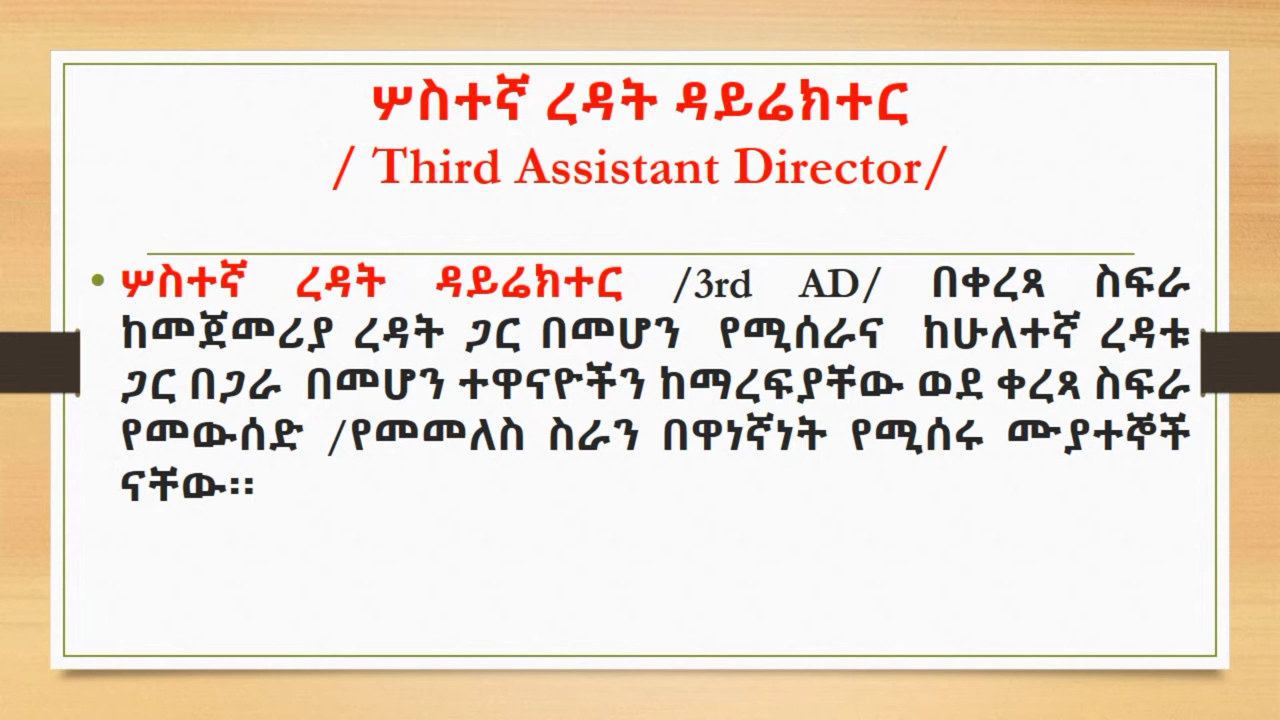 ሦስተኛ ረዳት ዳይሬክተር
/ Third Assistant Director/
• ሦስተኛ ረዳት ዳይሬክተር /3rd AD/ በቀረጻ ስፍራ
ከመጀመሪያ ረዳት ጋር በመሆን የሚሰራና ከሁለተኛ ረዳቱ
ጋር በጋራ በመሆን ተዋናዮችን ከማረፍያቸው ወደ ቀረጻ ስፍራ
የመውሰድ /የመመለስ ስራን በዋነኛነት የሚሰሩ ሙያተኞች
ናቸው፡፡